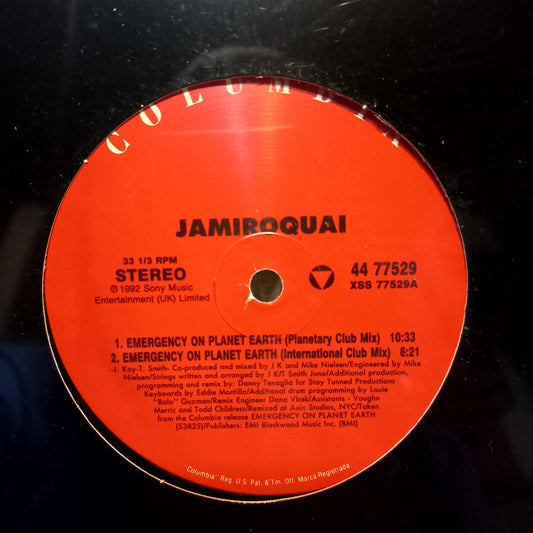 COLUMBIA
JAMIROQUAI
33 1/3 RPM
STEREO
℗ 1992 Sony Music
Entertainment (UK) Limited
44 77529
XSS 77529A
1. EMERGENCY ON PLANET EARTH (Planetary Club Mix) 10:33
2. EMERGENCY ON PLANET EARTH (International Club Mix) 6:21
-J. Kay-T. Smith- Co-produced and mixed by J K and Mike Nielsen/Engineered by Mike
Nielsen/Strings written and arranged by J K/T Smith Jono/Additional production,
programming and remix by: Danny Tenaglia for Stay Tunned Productions
Keyboards by Eddie Montilla/Additional drum programming by Louie
"Balo" Guzman/Remix Engineer Dana Vlcek/Assistants - Vaughn
Merric and Todd Childress/Remixed at Axis Studios, NYC/Taken
from the Columbia release EMERGENCY ON PLANET EARTH
(53825)/Publishers: EMI Blackwood Music Inc. (BMI)
"Columbia" Reg. U.S. Pat. & Tm. Off. Marca Registrada.